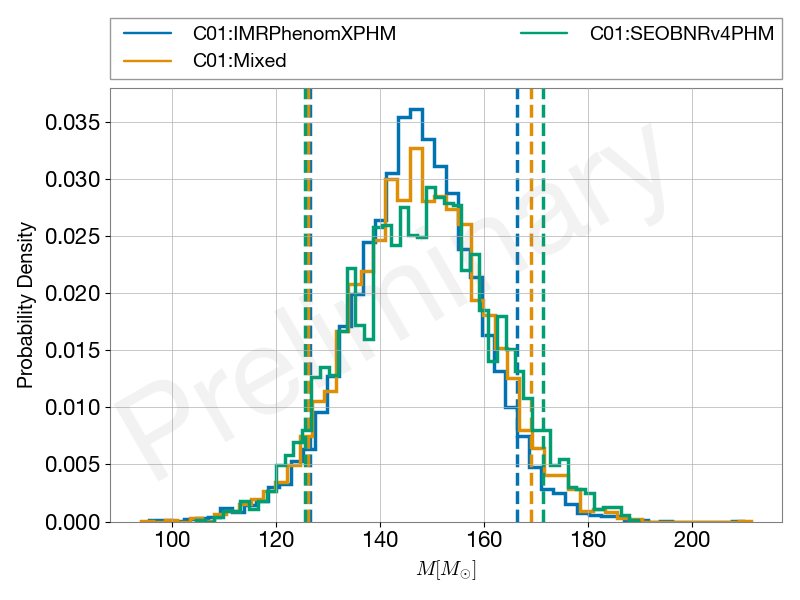 C01:IMRPhenomXPHM C01:SEOBNRv4PHM
C01:Mixed
0.035
0.030
0.025
0.020
0.015
0.010
0.005
0.000
Probability Density
Preliminary
100 120 140 160 180 200
M[M⊙]